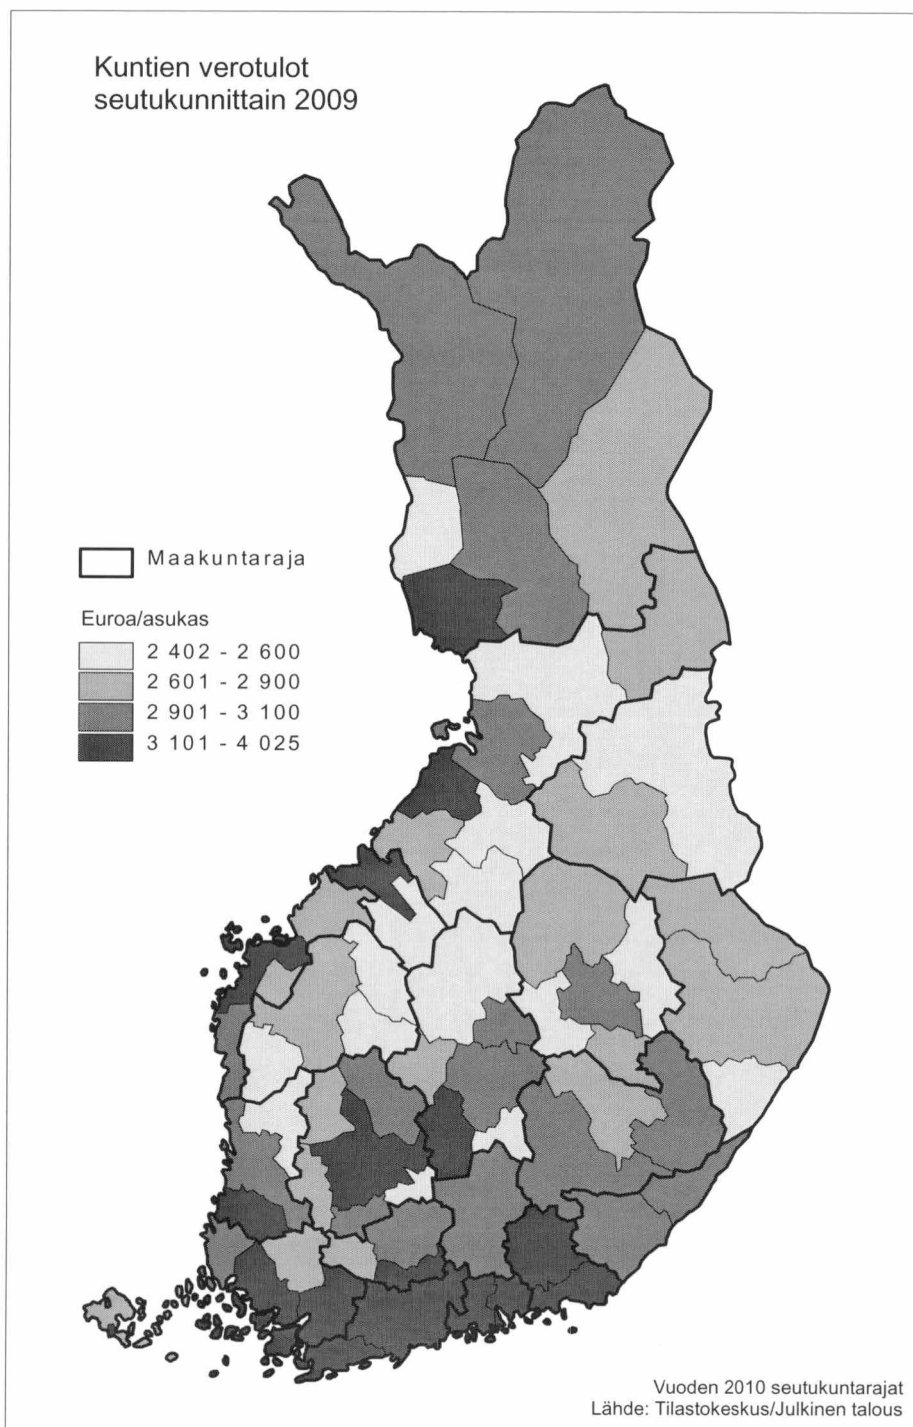 Kuntien verotulot
seutukunnittain 2009
Maakuntaraja
Euroa/asukas
2 402 - 2 600
2 601 - 2 900
2 901 - 3 100
3 101 - 4 025
Vuoden 2010 seutukuntarajat
Lähde: Tilastokeskus/Julkinen talous